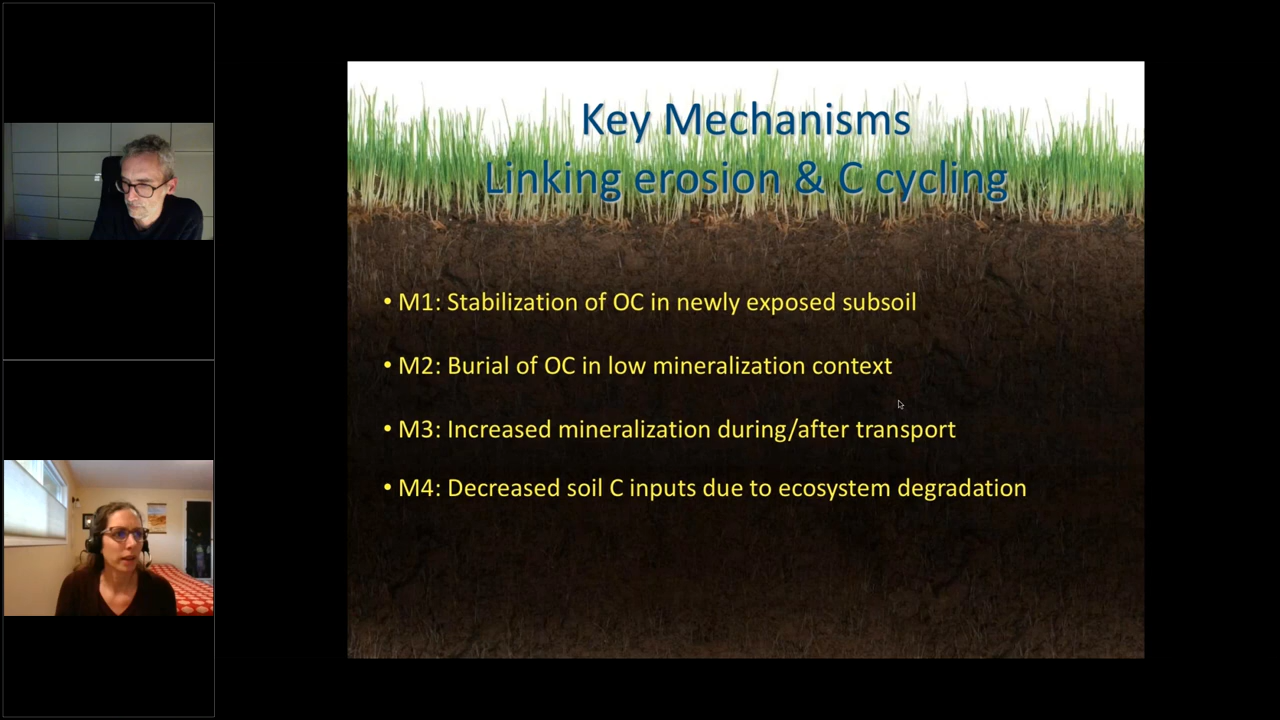 Key Mechanisms
Linking erosion & C cycling
• M1: Stabilization of OC in newly exposed subsoil
• M2: Burial of OC in low mineralization context
• M3: Increased mineralization during/after transport
• M4: Decreased soil C inputs due to ecosystem degradation